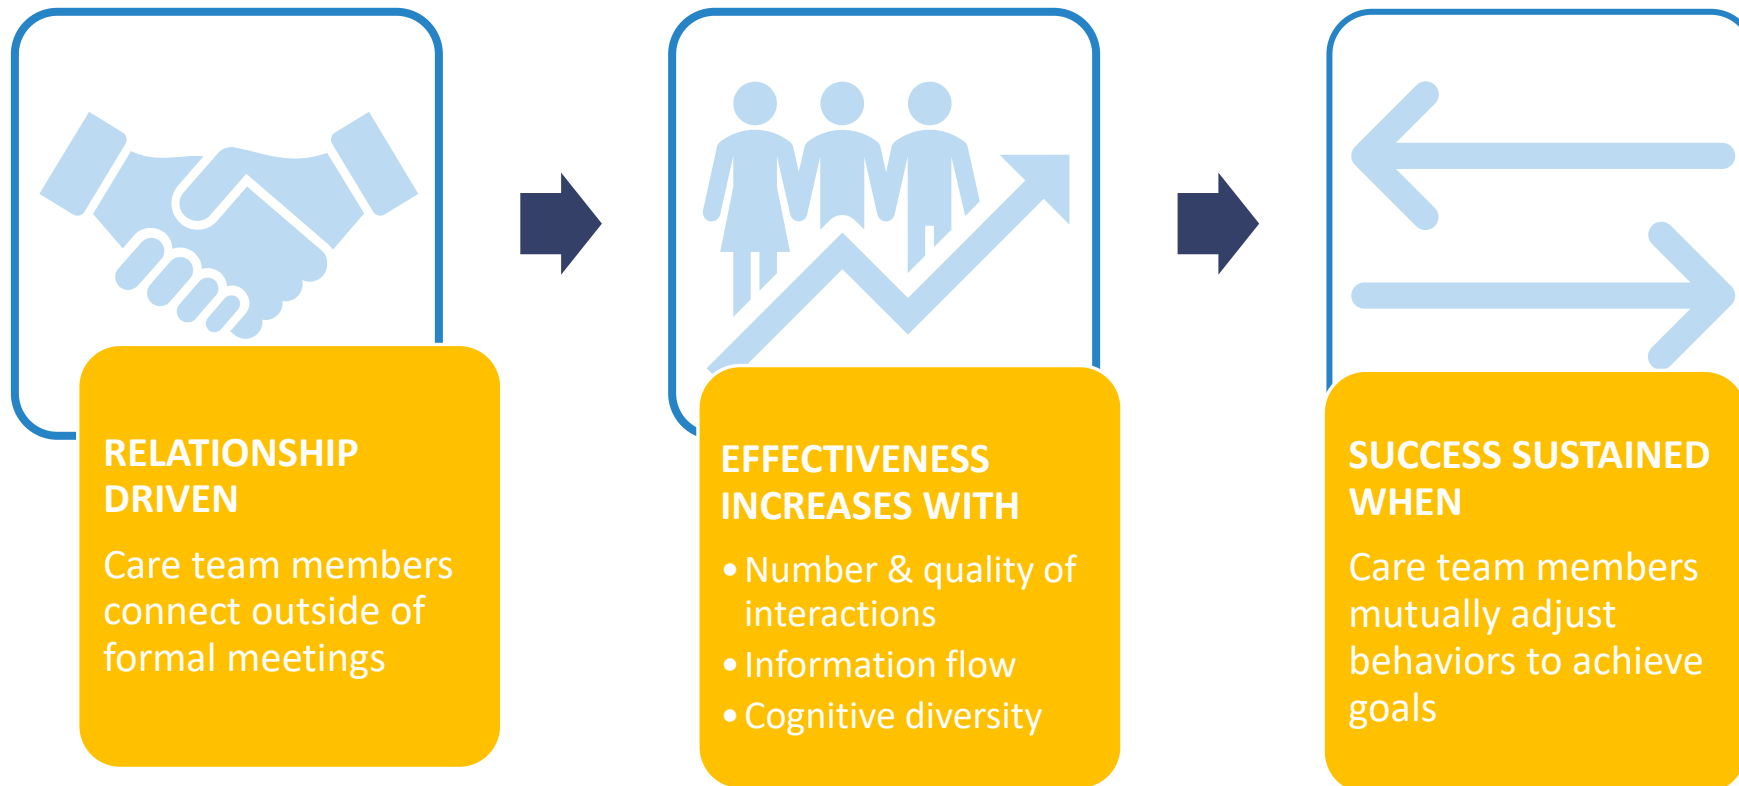 RELATIONSHIP
DRIVEN
Care team members
connect outside of
formal meetings
EFFECTIVENESS
INCREASES WITH
• Number & quality of
interactions
• Information flow
• Cognitive diversity
SUCCESS SUSTAINED
WHEN
Care team members
mutually adjust
behaviors to achieve
goals